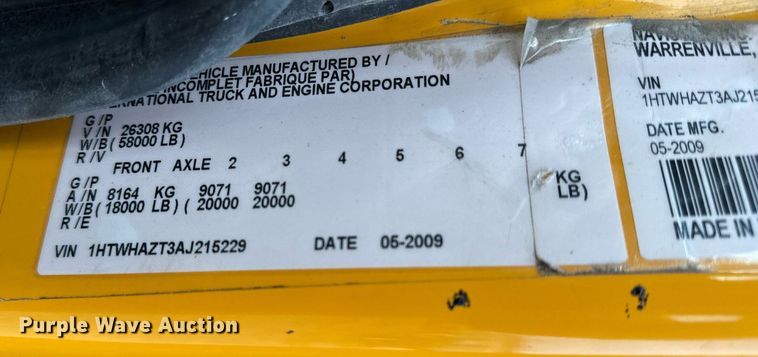 VEHICLE MANUFACTURED BY /
INCOMPLET FABRIQUE PAR)
INTERNATIONAL TRUCK AND ENGINE CORPORATION
G / P
V / N 26308 KG
W/B ( 58000 LB )
R / V
FRONT AXLE 2 3 4 5 6 7
G / P
A / N 8164 KG 9071 9071 KG
W/B ( 18000 LB) ( 20000 20000 LB)
R / E
VIN 1HTWHAZT3AJ215229 DATE 05-2009
WARRENVILLE,
VIN
1HTWHAZT3AJ215
DATE MFG.
05-2009
MADE IN
Purple Wave Auction